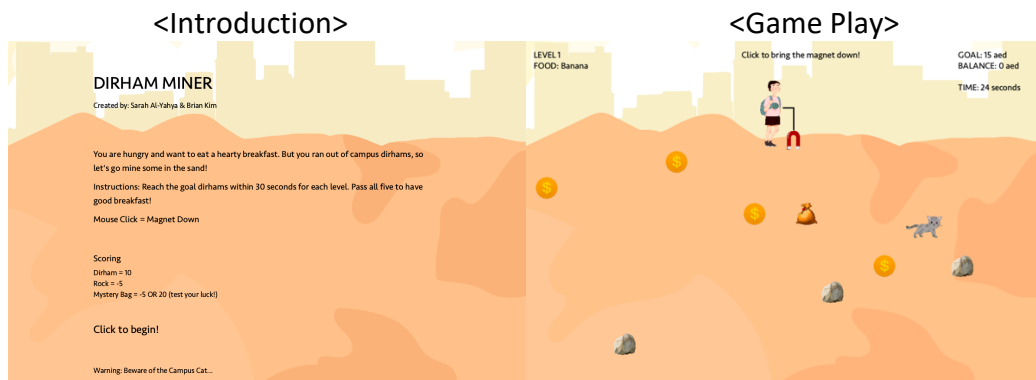 <Introduction>
DIRHAM MINER
Created by: Sarah Al-Yahya & Brian Kim
You are hungry and want to eat a hearty breakfast. But you ran out of campus dirhams, so
let's go mine some in the sand!
Instructions: Reach the goal dirhams within 30 seconds for each level. Pass all five to have
good breakfast!
Mouse Click = Magnet Down
Scoring
Dirham = 10
Rock = -5
Mystery Bag = -5 OR 20 (test your luck!)
Click to begin!
Warning: Beware of the Campus Cat...
<Game Play>
LEVEL 1
FOOD: Banana
Click to bring the magnet down!
GOAL: 15 aed
BALANCE: 0 aed
TIME: 24 seconds
$
$
$
$